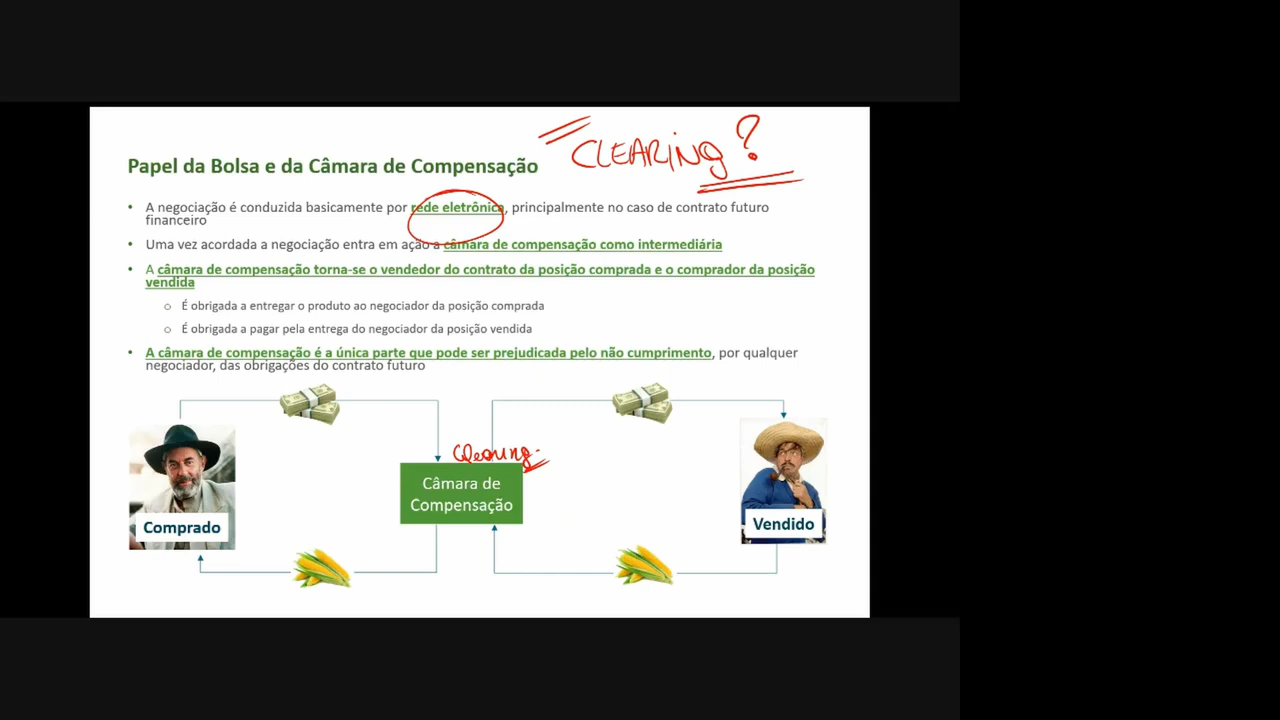 CLEARING?
Papel da Bolsa e da Câmara de Compensação
• A negociação é conduzida basicamente por rede eletrônica, principalmente no caso de contrato futuro
financeiro
• Uma vez acordada a negociação entra em ação a câmara de compensação como intermediária
• A câmara de compensação torna-se o vendedor do contrato da posição comprada e o comprador da posição
vendida
o É obrigada a entregar o produto ao negociador da posição comprada
o É obrigada a pagar pela entrega do negociador da posição vendida
• A câmara de compensação é a única parte que pode ser prejudicada pelo não cumprimento, por qualquer
negociador, das obrigações do contrato futuro
Clearing.
Câmara de
Compensação
Comprado
Vendido